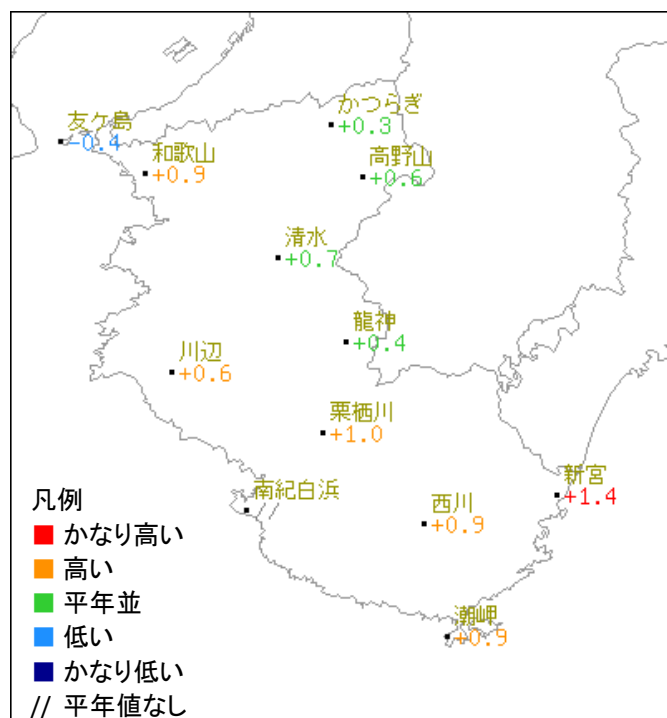 かつらぎ
+0.3
友ケ島
-0.4
和歌山
+0.9
高野山
+0.6
清水
+0.7
龍神
+0.4
川辺
+0.6
栗栖川
+1.0
南紀白浜
//
西川
+0.9
新宮
+1.4
潮岬
+0.9
凡例
かなり高い
高い
平年並
低い
かなり低い
// 平年値なし